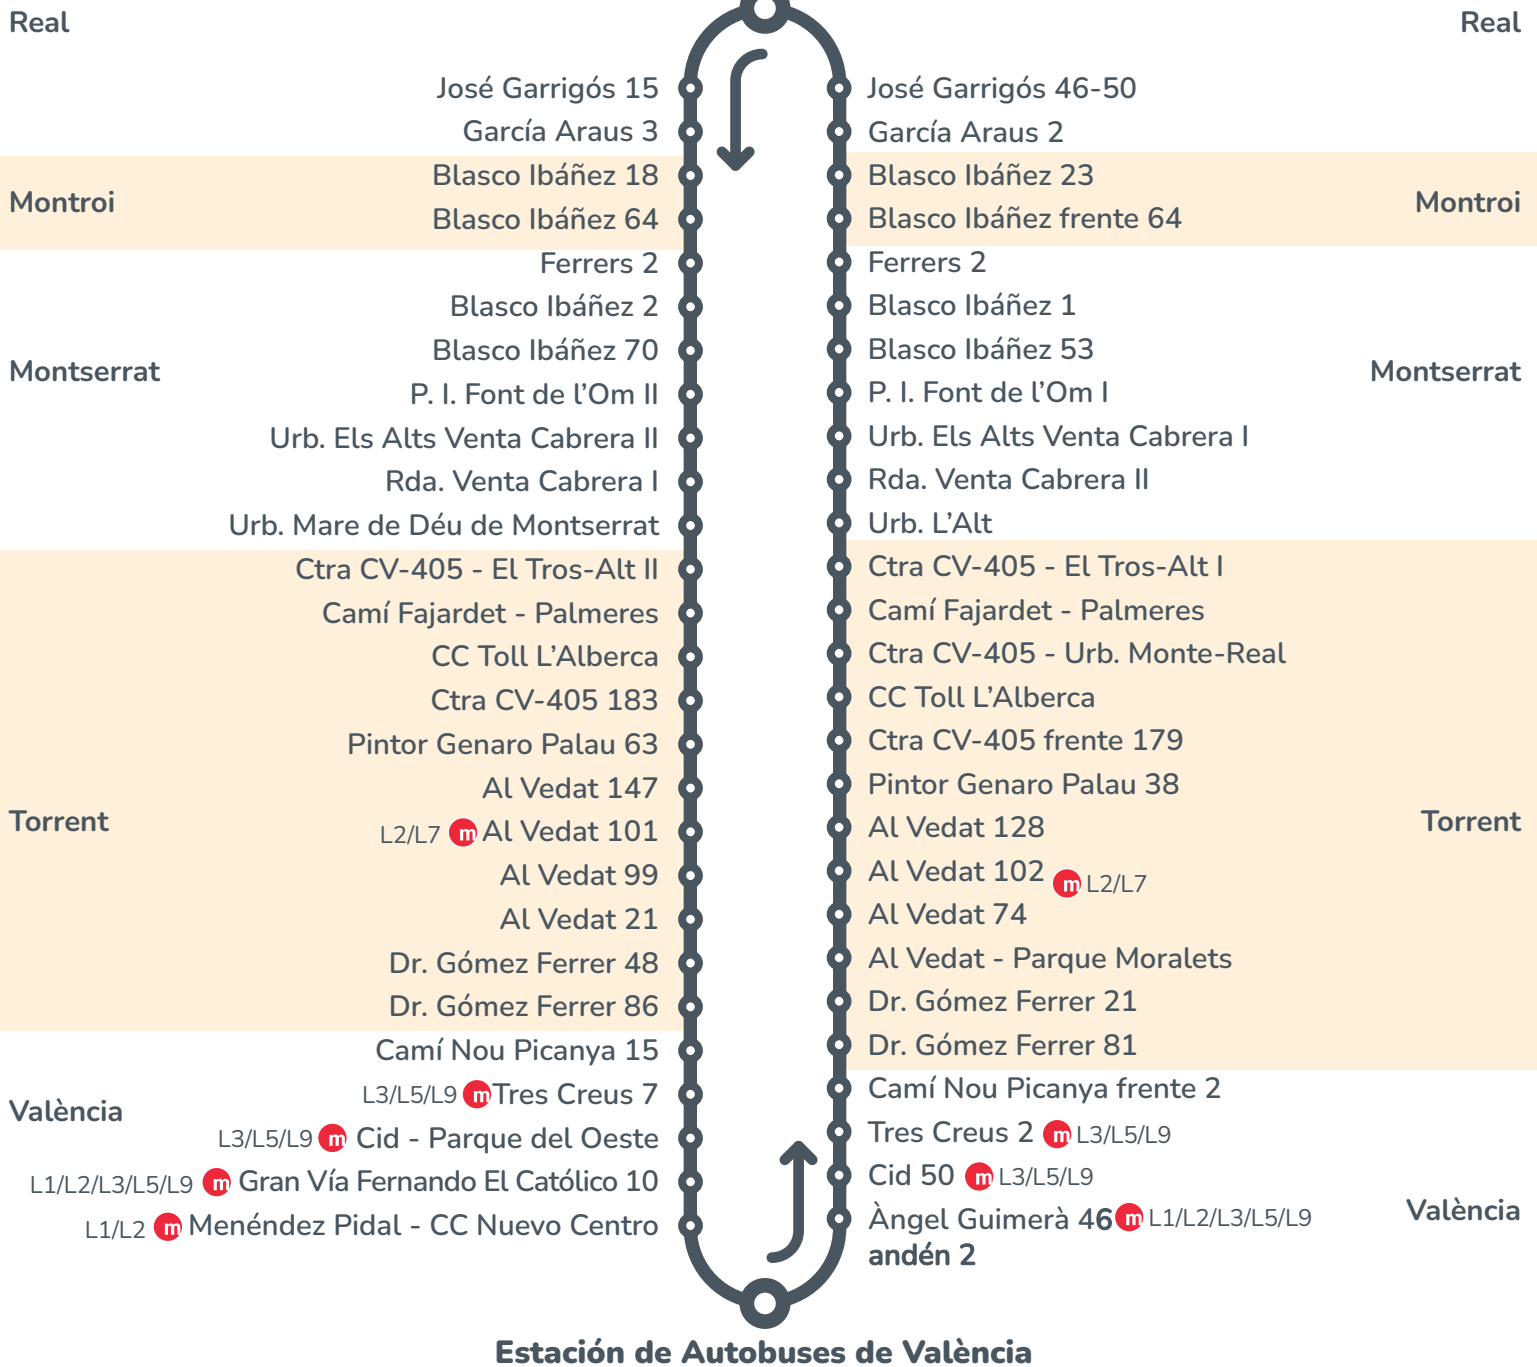 Real
José Garrigós 15
García Araus 3
Montroi
Blasco Ibáñez 18
Blasco Ibáñez 64
Ferrers 2
Blasco Ibáñez 2
Montserrat
Blasco Ibáñez 70
P. I. Font de l’Om II
Urb. Els Alts Venta Cabrera II
Rda. Venta Cabrera I
Urb. Mare de Déu de Montserrat
Ctra CV-405 - El Tros-Alt II
Camí Fajardet - Palmeres
CC Toll L’Alberca
Ctra CV-405 183
Pintor Genaro Palau 63
Al Vedat 147
Torrent
L2/L7 m Al Vedat 101
Al Vedat 99
Al Vedat 21
Dr. Gómez Ferrer 48
Dr. Gómez Ferrer 86
Camí Nou Picanya 15
València
L3/L5/L9 m Tres Creus 7
L3/L5/L9 m Cid - Parque del Oeste
L1/L2/L3/L5/L9 m Gran Vía Fernando El Católico 10
L1/L2 m Menéndez Pidal - CC Nuevo Centro
Real
José Garrigós 46-50
García Araus 2
Blasco Ibáñez 23
Montroi
Blasco Ibáñez frente 64
Ferrers 2
Blasco Ibáñez 1
Blasco Ibáñez 53
Montserrat
P. I. Font de l’Om I
Urb. Els Alts Venta Cabrera I
Rda. Venta Cabrera II
Urb. L’Alt
Ctra CV-405 - El Tros-Alt I
Camí Fajardet - Palmeres
Ctra CV-405 - Urb. Monte-Real
CC Toll L’Alberca
Ctra CV-405 frente 179
Pintor Genaro Palau 38
Al Vedat 128
Torrent
Al Vedat 102 m L2/L7
Al Vedat 74
Al Vedat - Parque Moralets
Dr. Gómez Ferrer 21
Dr. Gómez Ferrer 81
Camí Nou Picanya frente 2
Tres Creus 2 m L3/L5/L9
Cid 50 m L3/L5/L9
Àngel Guimerà 46 m L1/L2/L3/L5/L9
andén 2
València
Estación de Autobuses de València